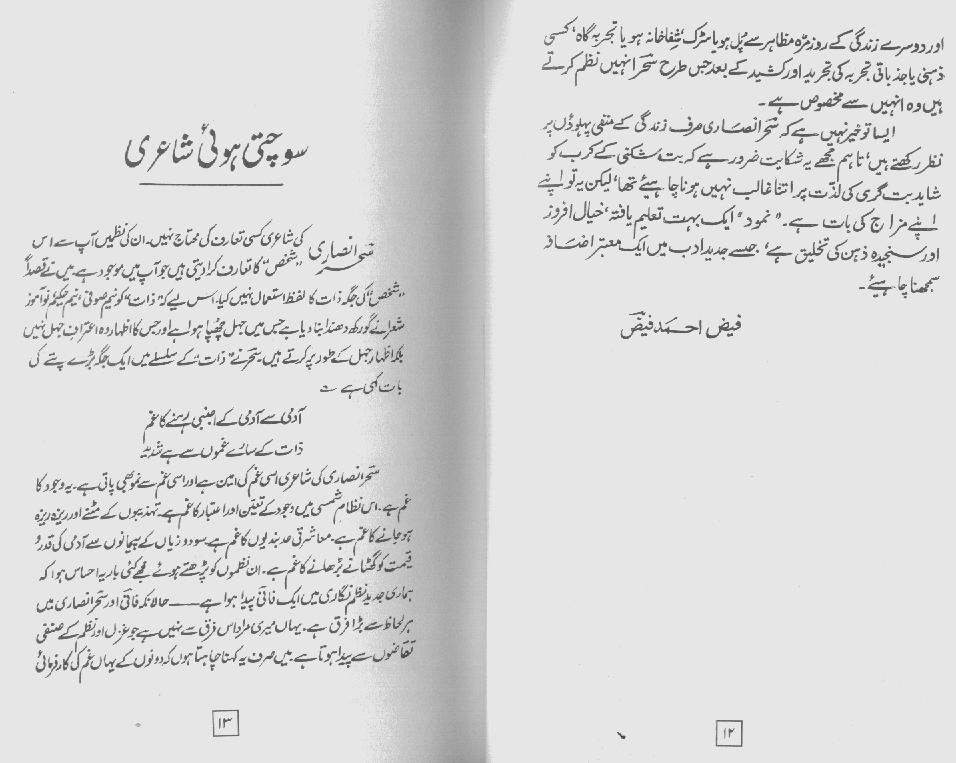 اور دوسرے زندگی کے روزمرّہ مظاہر سے پُل ہو یا سڑک، شفاخانہ ہو یا تجربہ گاہ، کسی
ذہنی یا جذباتی تجربہ کی تجرید اور کشید کے بعد جس طرح سحر انہیں نظم کرتے
ہیں وہ انہیں سے مخصوص ہے۔
ایسا تو خیر نہیں ہے کہ سحر انصاری صرف زندگی کے منفی پہلوؤں پر
نظر رکھتے ہیں، تاہم مجھے یہ شکایت ضرور ہے کہ بت شکنی کے کرب کو
شاید بت گری کی لذّت پر اتنا غالب نہیں ہونا چاہیئے تھا، لیکن یہ تو اپنے
اپنے مزاج کی بات ہے۔ "نمود" ایک بہت تعلیم یافتہ، خیال افروز
اور سنجیدہ ذہن کی تخلیق ہے، جسے جدید ادب میں ایک معتبر اضافہ
سمجھنا چاہیئے۔
فیض احمد فیض
۱۲
سوچتی ہوئی شاعری
سحر انصاری کی شاعری کسی تعارف کی محتاج نہیں۔ ان کی نظمیں آپ سے اس
"شخص" کا تعارف کرا دیتی ہیں جو آپ میں موجود ہے میں نے قصداً
"شخص" کی جگہ ذات کا لفظ استعمال نہیں کیا۔ اس لیے کہ "ذات" کو نیم صوفی، نیم حکیم نو آموز
شعرا نے گورکھ دھندا بنا دیا ہے جس میں جہل چھپا ہوا ہے اور جس کا اظہار وہ اعترافِ جہل نہیں
بلکہ اظہارِ جہل کے طور پر کرتے ہیں۔ سحر نے "ذات" کے سلسلے میں ایک جگہ بڑے پتے کی
بات کہی ہے ؎
آدمی سے آدمی کے اجنبی رہنے کا غم
ذات کے سارے غموں سے ہے شدید
سحر انصاری کی شاعری اسی غم کی امین ہے اور اسی غم سے نمو بھی پاتی ہے۔ یہ وجود کا
غم ہے۔ اس نظامِ شمسی میں وجود کے تعیّن اور اعتبار کا غم ہے۔ تہذیبوں کے مٹنے اور ریزہ ریزہ
ہو جانے کا غم ہے۔ معاشرتی حد بندیوں کا غم ہے۔ سود و زیاں کے پیمانوں سے آدمی کی قدر و
قیمت کو گھٹانے بڑھانے کا غم ہے۔ ان نظموں کو پڑھتے ہوئے مجھے کئی بار یہ احساس ہوا کہ
ہماری جدید نظم نگاری میں ایک فانی پیدا ہوا ہے —— حالانکہ فانی اور سحر انصاری میں
ہر لحاظ سے بڑا فرق ہے۔ یہاں میری مراد اس فرق سے نہیں ہے جو غزل اور نظم کے صنفی
تقاضوں سے پیدا ہوتا ہے۔ میں صرف یہ کہنا چاہتا ہوں کہ دونوں کے یہاں غم کی کارفرمائی
۱۳